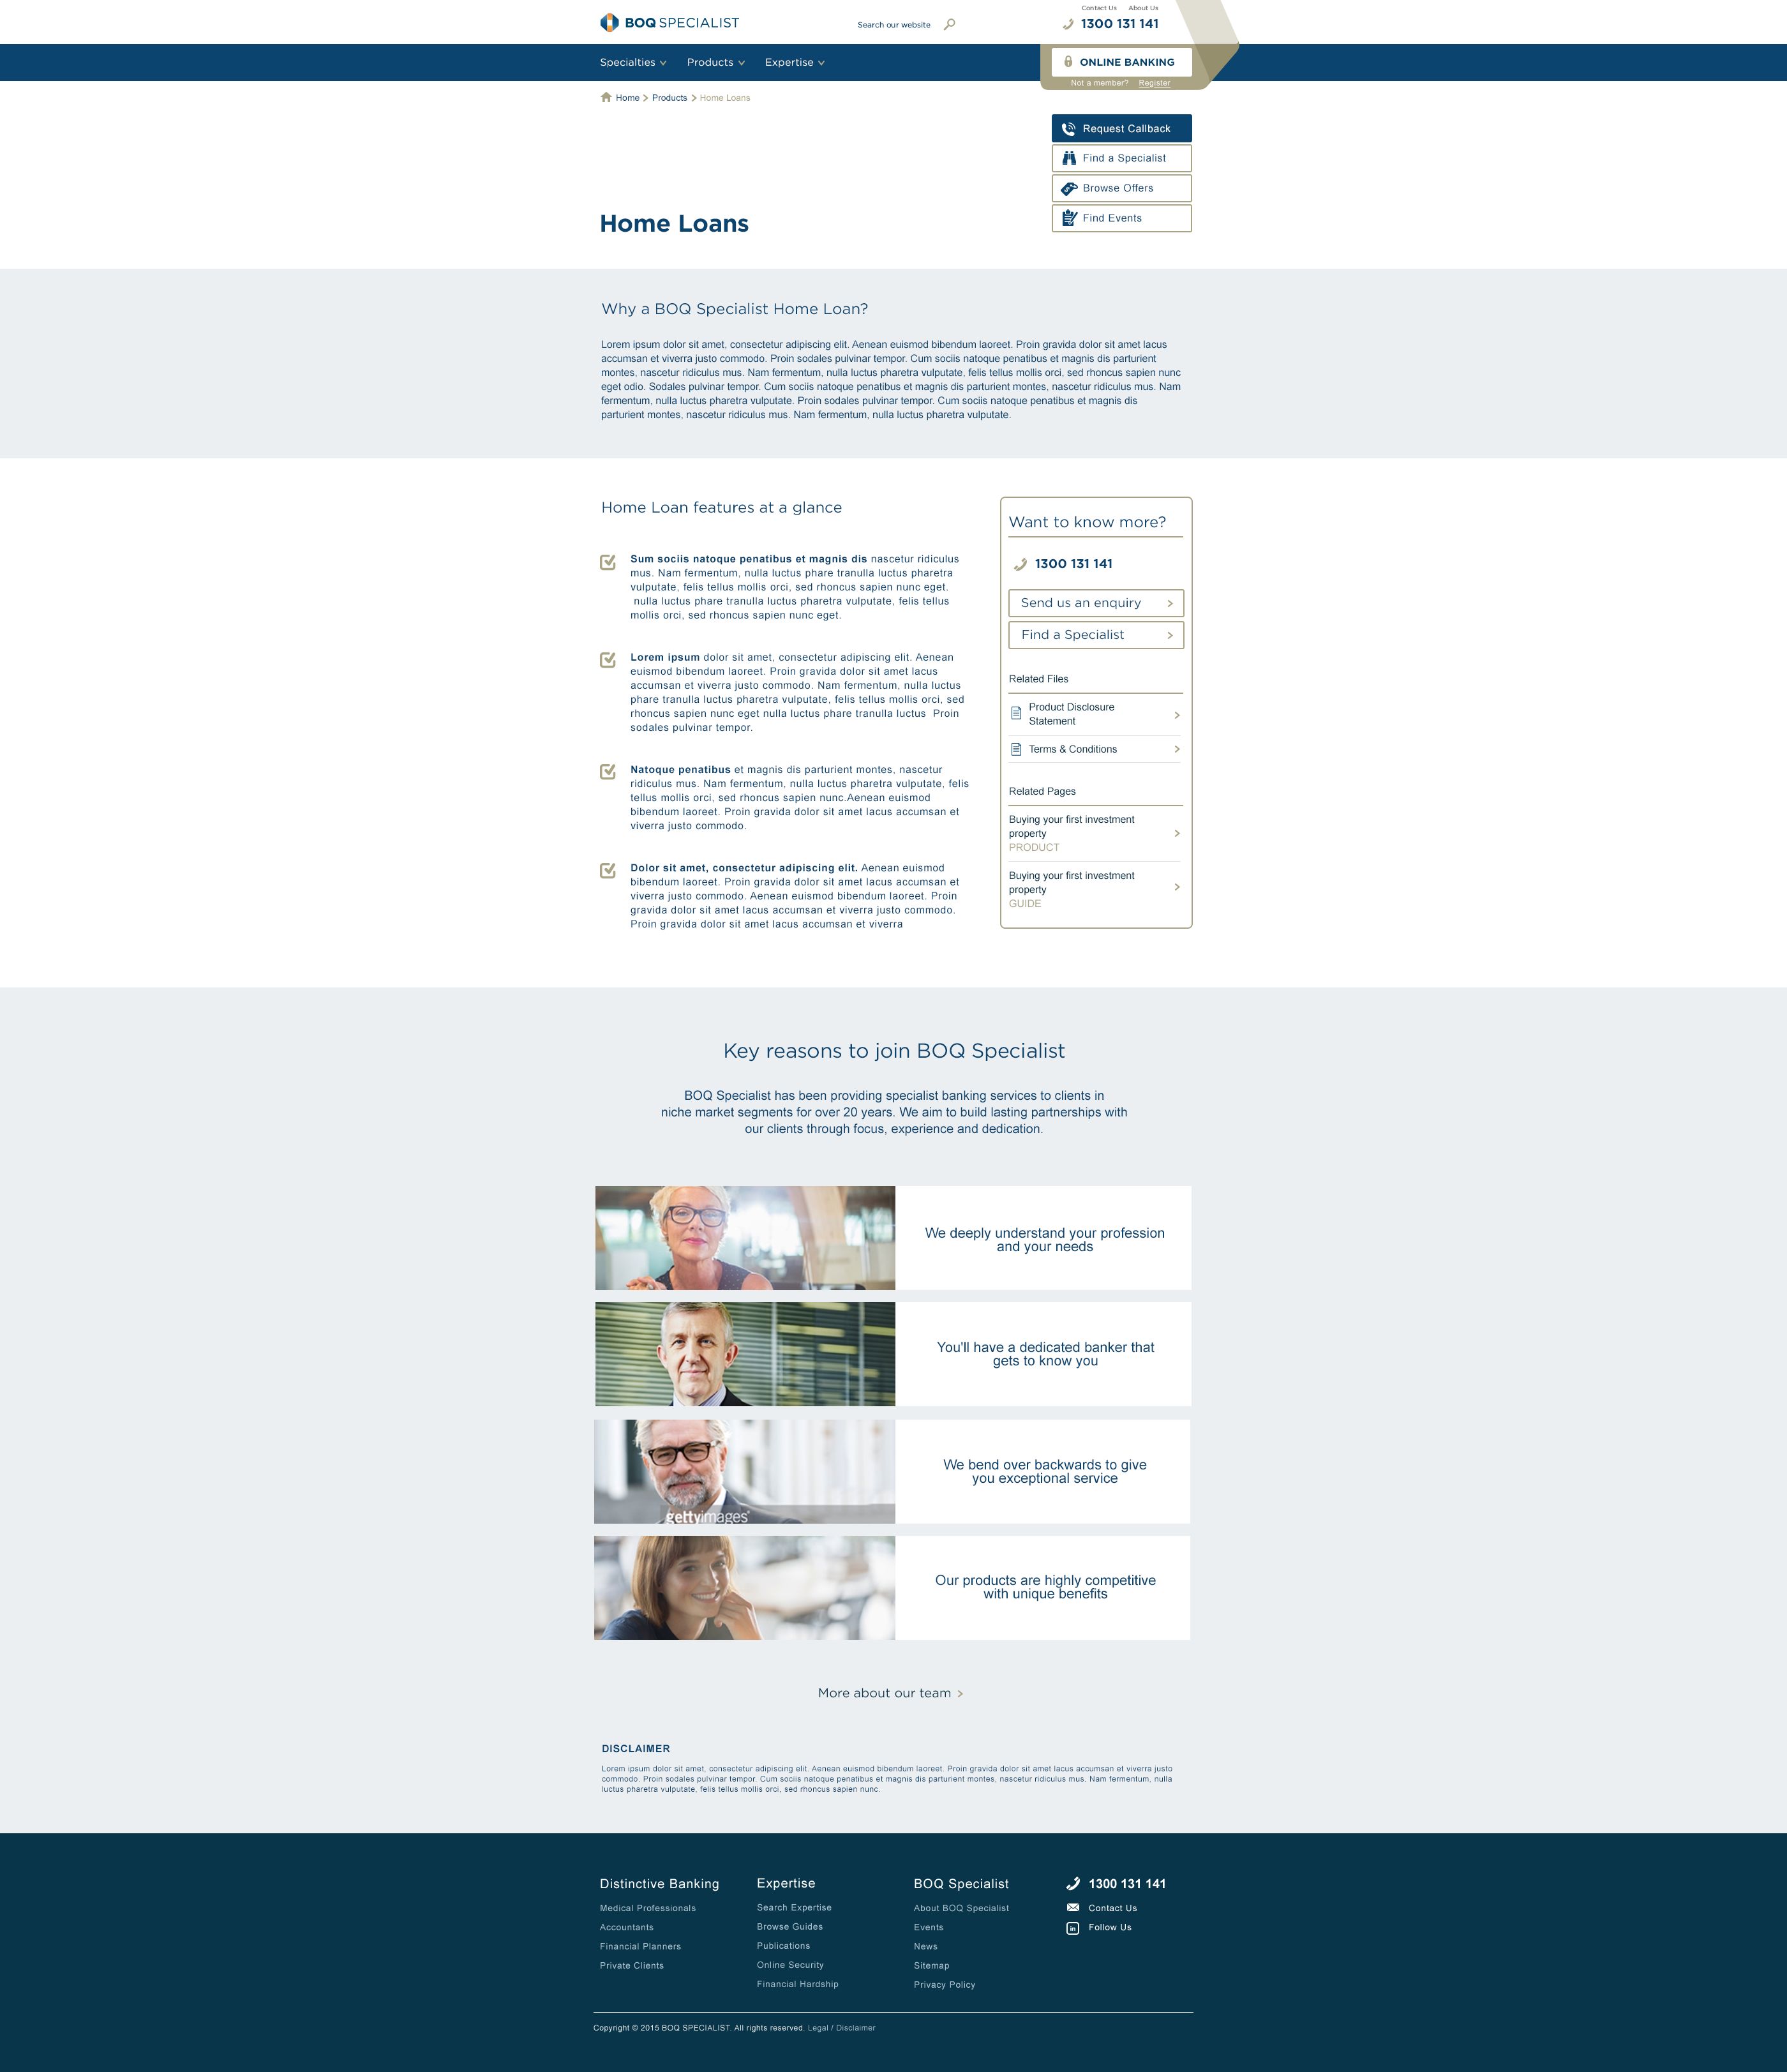 BOQ SPECIALIST
Search our website
Contact Us About Us
1300 131 141
Specialties Products Expertise
ONLINE BANKING
Not a member? Register
Home > Products > Home Loans
Request Callback
Find a Specialist
Browse Offers
Find Events
Home Loans
Why a BOQ Specialist Home Loan?
Lorem ipsum dolor sit amet, consectetur adipiscing elit. Aenean euismod bibendum laoreet. Proin gravida dolor sit amet lacus
accumsan et viverra justo commodo. Proin sodales pulvinar tempor. Cum sociis natoque penatibus et magnis dis parturient
montes, nascetur ridiculus mus. Nam fermentum, nulla luctus pharetra vulputate, felis tellus mollis orci, sed rhoncus sapien nunc
eget odio. Sodales pulvinar tempor. Cum sociis natoque penatibus et magnis dis parturient montes, nascetur ridiculus mus. Nam
fermentum, nulla luctus pharetra vulputate. Proin sodales pulvinar tempor. Cum sociis natoque penatibus et magnis dis
parturient montes, nascetur ridiculus mus. Nam fermentum, nulla luctus pharetra vulputate.
Home Loan features at a glance
Sum sociis natoque penatibus et magnis dis nascetur ridiculus
mus. Nam fermentum, nulla luctus phare tranulla luctus pharetra
vulputate, felis tellus mollis orci, sed rhoncus sapien nunc eget.
nulla luctus phare tranulla luctus pharetra vulputate, felis tellus
mollis orci, sed rhoncus sapien nunc eget.
Lorem ipsum dolor sit amet, consectetur adipiscing elit. Aenean
euismod bibendum laoreet. Proin gravida dolor sit amet lacus
accumsan et viverra justo commodo. Nam fermentum, nulla luctus
phare tranulla luctus pharetra vulputate, felis tellus mollis orci, sed
rhoncus sapien nunc eget nulla luctus phare tranulla luctus Proin
sodales pulvinar tempor.
Natoque penatibus et magnis dis parturient montes, nascetur
ridiculus mus. Nam fermentum, nulla luctus pharetra vulputate, felis
tellus mollis orci, sed rhoncus sapien nunc.Aenean euismod
bibendum laoreet. Proin gravida dolor sit amet lacus accumsan et
viverra justo commodo.
Dolor sit amet, consectetur adipiscing elit. Aenean euismod
bibendum laoreet. Proin gravida dolor sit amet lacus accumsan et
viverra justo commodo. Aenean euismod bibendum laoreet. Proin
gravida dolor sit amet lacus accumsan et viverra justo commodo.
Proin gravida dolor sit amet lacus accumsan et viverra
Want to know more?
1300 131 141
Send us an enquiry
Find a Specialist
Related Files
Product Disclosure
Statement
Terms & Conditions
Related Pages
Buying your first investment
property
PRODUCT
Buying your first investment
property
GUIDE
Key reasons to join BOQ Specialist
BOQ Specialist has been providing specialist banking services to clients in
niche market segments for over 20 years. We aim to build lasting partnerships with
our clients through focus, experience and dedication.
We deeply understand your profession
and your needs
You'll have a dedicated banker that
gets to know you
gettyimages®
We bend over backwards to give
you exceptional service
Our products are highly competitive
with unique benefits
More about our team >
DISCLAIMER
Lorem ipsum dolor sit amet, consectetur adipiscing elit. Aenean euismod bibendum laoreet. Proin gravida dolor sit amet lacus accumsan et viverra justo
commodo. Proin sodales pulvinar tempor. Cum sociis natoque penatibus et magnis dis parturient montes, nascetur ridiculus mus. Nam fermentum, nulla
luctus pharetra vulputate, felis tellus mollis orci, sed rhoncus sapien nunc.
Distinctive Banking
Medical Professionals
Accountants
Financial Planners
Private Clients
Expertise
Search Expertise
Browse Guides
Publications
Online Security
Financial Hardship
BOQ Specialist
About BOQ Specialist
Events
News
Sitemap
Privacy Policy
1300 131 141
Contact Us
in Follow Us
Copyright © 2015 BOQ SPECIALIST. All rights reserved. Legal / Disclaimer